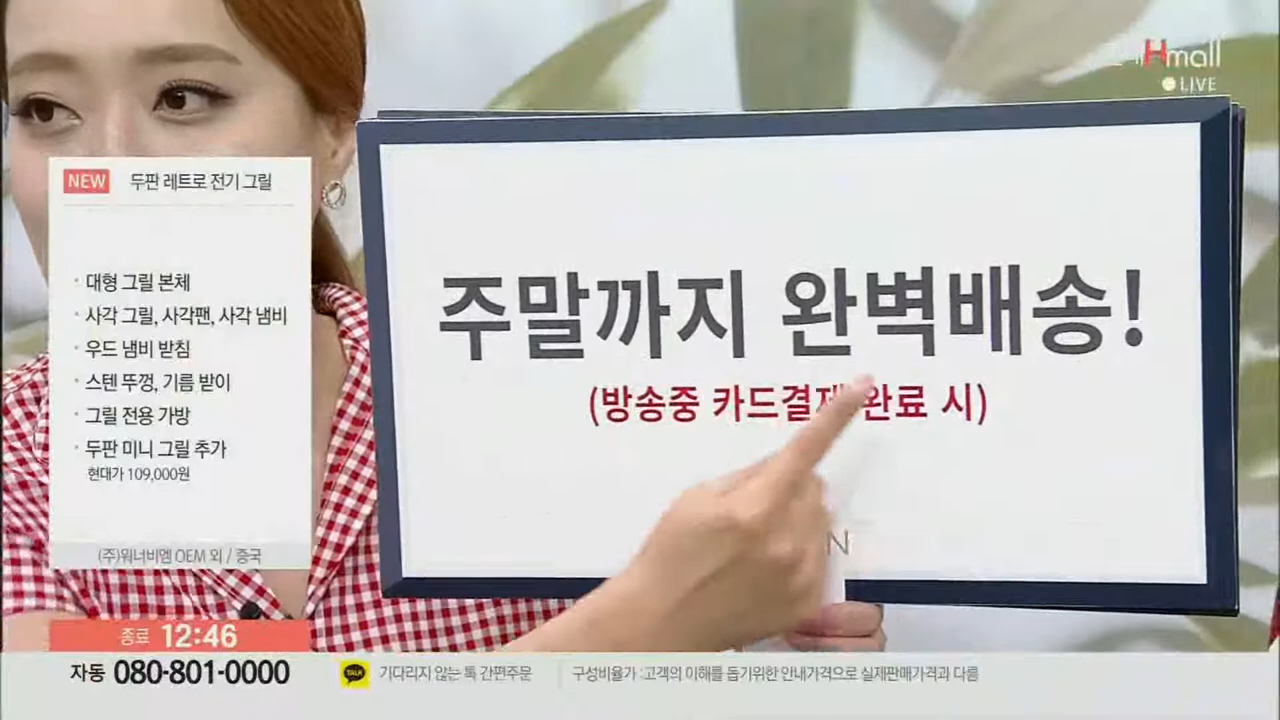 Hmall
LIVE
NEW 두판 레트로 전기 그릴
· 대형 그릴 본체
· 사각 그릴, 사각팬, 사각 냄비
· 우드 냄비 받침
· 스텐 뚜껑, 기름 받이
· 그릴 전용 가방
· 두판 미니 그릴 추가
현대가 109,000원
(주)워너비엠 OEM 외 / 중국
주말까지 완벽배송!
(방송중 카드결제 완료 시)
N
종료 12:46
자동 080-801-0000
TALK 기다리지 않는 톡 간편주문
구성비율가 :고객의 이해를 돕기위한 안내가격으로 실제판매가격과 다름